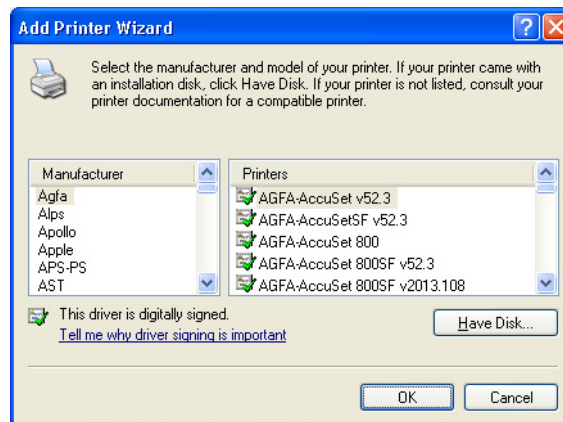 Add Printer Wizard
Select the manufacturer and model of your printer. If your printer came with
an installation disk, click Have Disk. If your printer is not listed, consult your
printer documentation for a compatible printer.
Manufacturer
Agfa
Alps
Apollo
Apple
APS-PS
AST
Printers
AGFA-AccuSet v52.3
AGFA-AccuSetSF v52.3
AGFA-AccuSet 800
AGFA-AccuSet 800SF v52.3
AGFA-AccuSet 800SF v2013.108
This driver is digitally signed.
Tell me why driver signing is important
Have Disk...
OK
Cancel